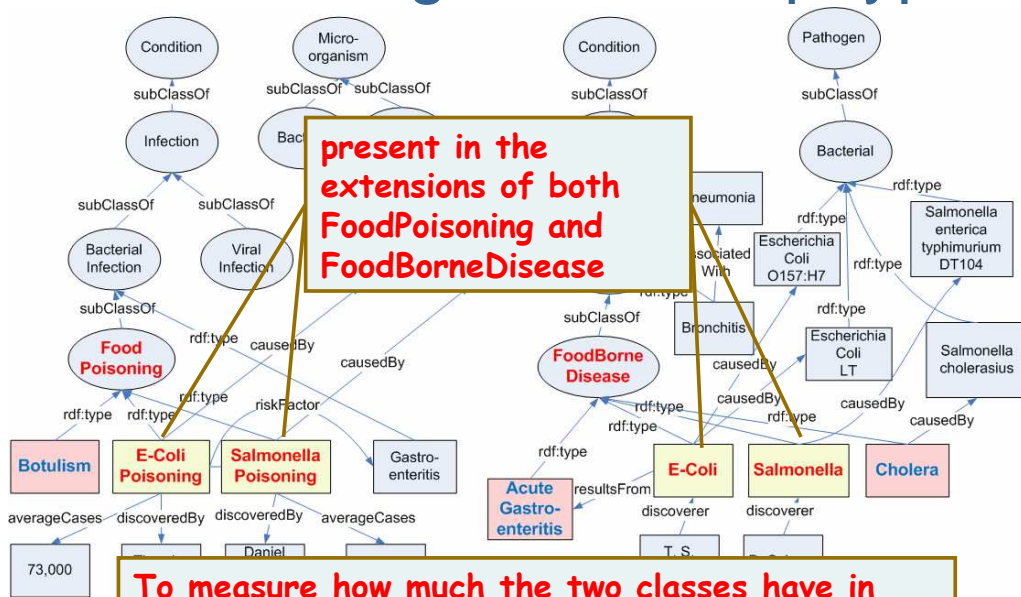 Condition
Micro-
organism
Condition
Pathogen
subClassOf
subClassOf
subClassOf
subClassOf
subClassOf
Infection
Bact
present in the
extensions of both
FoodPoisoning and
FoodBorneDisease
Bacterial
subClassOf
subClassOf
neumonia
rdf:type
rdf:type
Salmonella
enterica
typhimurium
DT104
Escherichia
Coli
O157:H7
Bacterial
Infection
Viral
Infection
ssociated
With
rdf:type
rdf:type
subClassOf
subClassOf
rdf:type
Bronchitis
Escherichia
Coli
LT
Salmonella
cholerasius
Food
Poisoning
causedBy
causedBy
FoodBorne
Disease
causedBy
rdf:type
rdf:type
rdf:type
riskFactor
rdf:type
rdf:type
rdf:type
causedBy
causedBy
rdf:type
Botulism
E-Coli
Poisoning
Salmonella
Poisoning
Gastro-
enteritis
E-Coli
Salmonella
Cholera
Acute
Gastro-
enteritis
resultsFrom
averageCases
discoveredBy
discoveredBy
averageCases
discoverer
discoverer
73,000
Daniel
T. S.
To measure how much the two classes have in